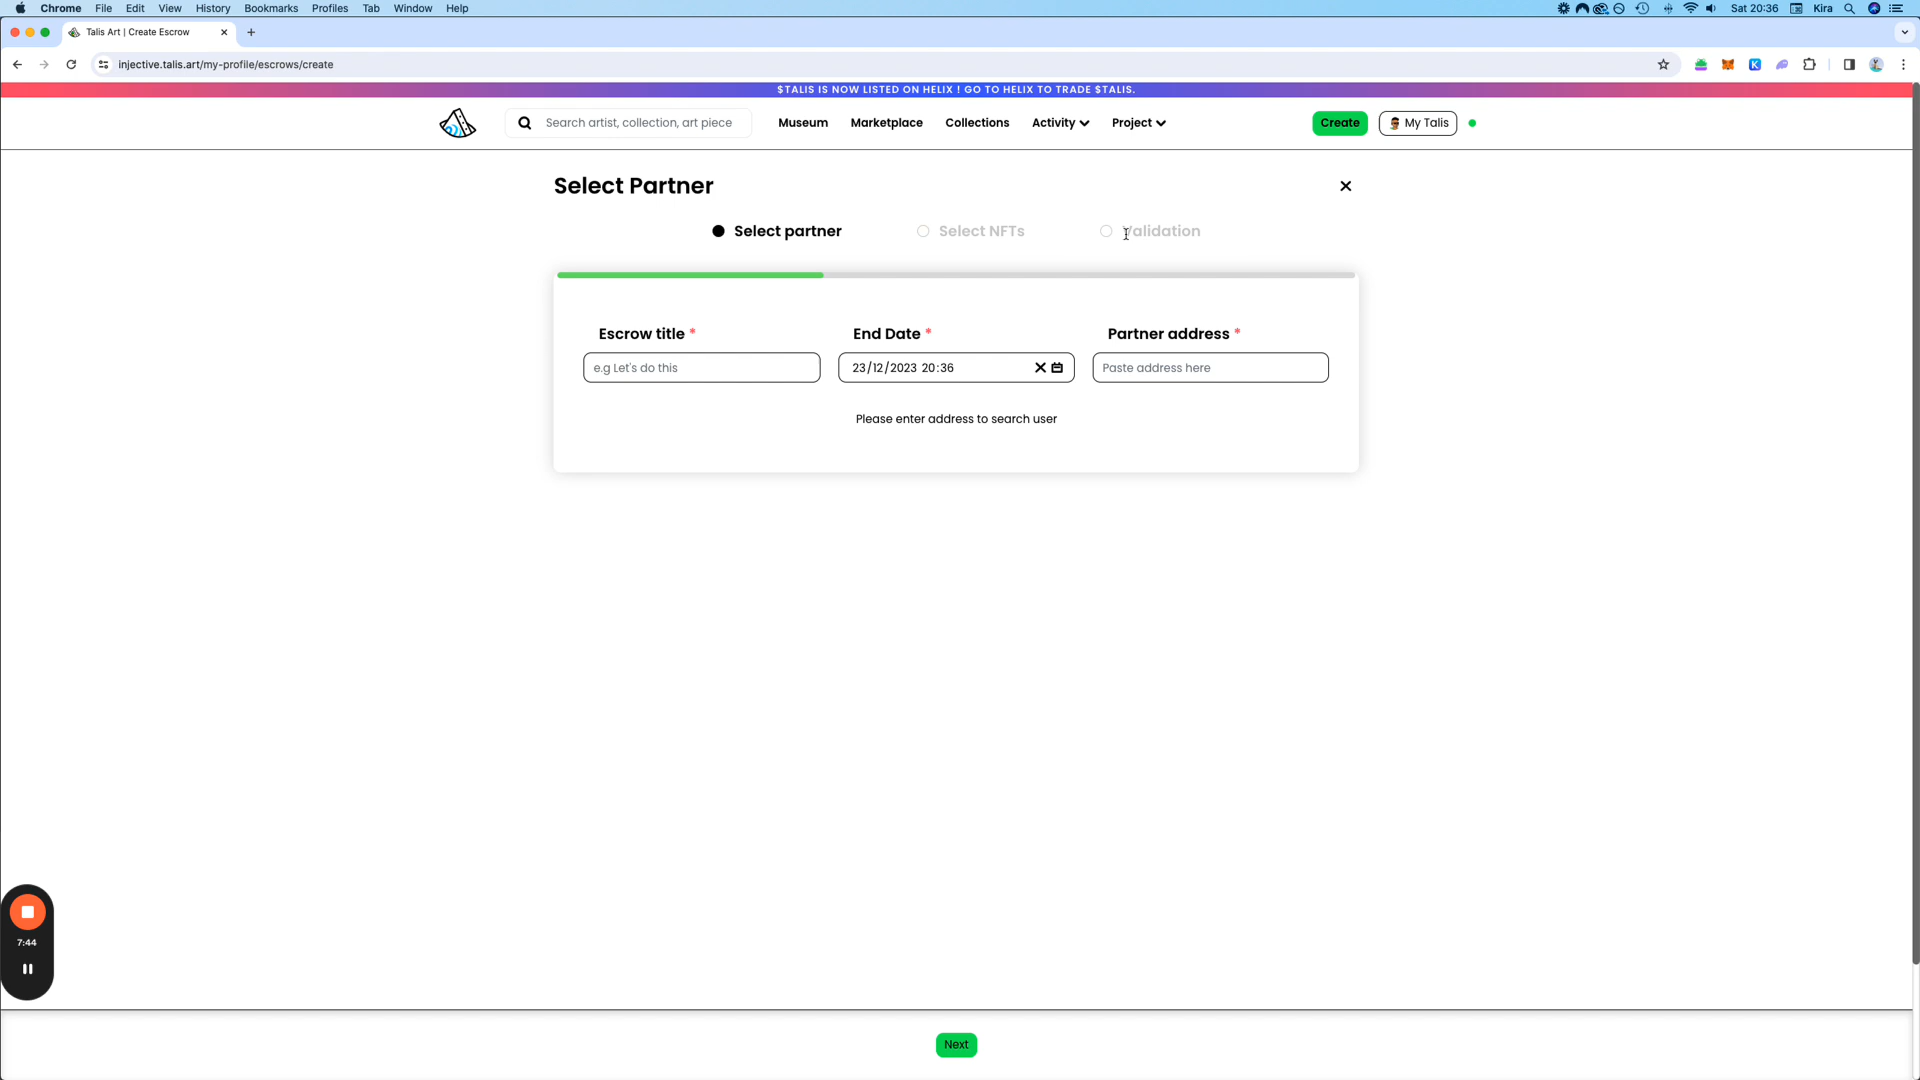 Chrome File Edit View History Bookmarks Profiles Tab Window Help
Sat 20:36 Kira
Talis Art | Create Escrow
injective.talis.art/my-profile/escrows/create
$TALIS IS NOW LISTED ON HELIX ! GO TO HELIX TO TRADE $TALIS.
Search artist, collection, art piece Museum Marketplace Collections Activity Project Create My Talis
Select Partner
Select partner Select NFTs Validation
Escrow title * End Date * Partner address *
e.g Let's do this 23/12/2023 20:36 Paste address here
Please enter address to search user
7:44
Next